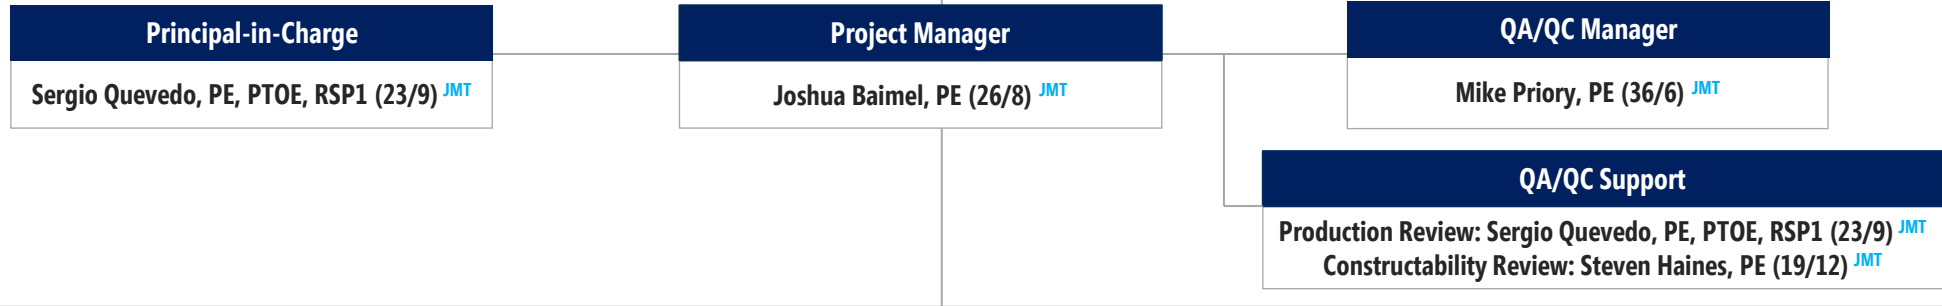 Principal-in-Charge
Sergio Quevedo, PE, PTOE, RSP1 (23/9) JMT
Project Manager
Joshua Baimel, PE (26/8) JMT
QA/QC Manager
Mike Priory, PE (36/6) JMT
QA/QC Support
Production Review: Sergio Quevedo, PE, PTOE, RSP1 (23/9) JMT
Constructability Review: Steven Haines, PE (19/12) JMT